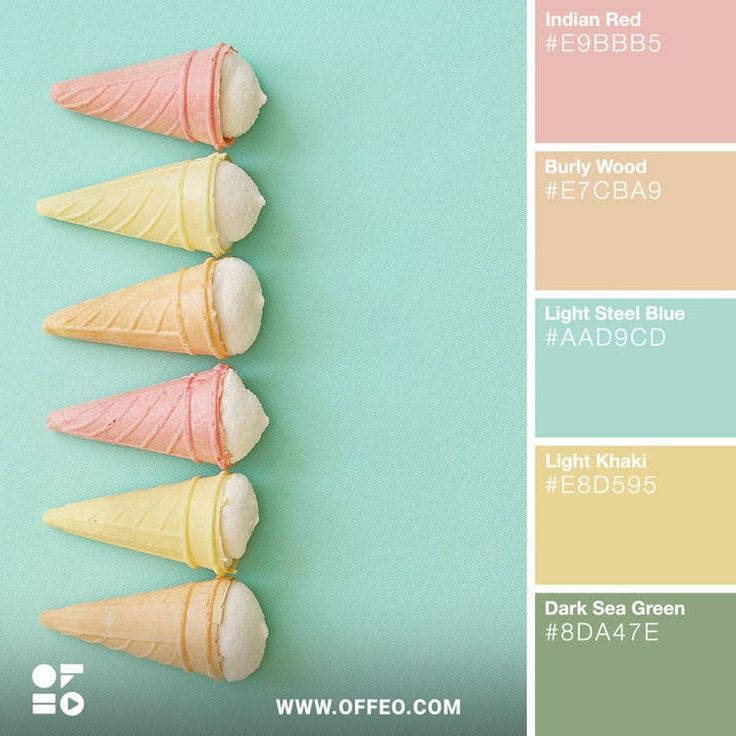 Indian Red
#E9BBB5
Burly Wood
#E7CBA9
Light Steel Blue
#AAD9CD
Light Khaki
#E8D595
Dark Sea Green
#8DA47E
WWW.OFFEO.COM